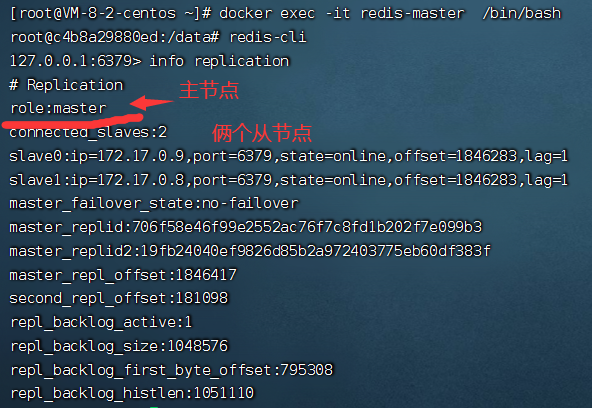 [root@VM-8-2-centos ~]# docker exec -it redis-master  /bin/bash
root@c4b8a29880ed:/data# redis-cli
127.0.0.1:6379> info replication
# Replication
主节点
role:master
connected_slaves:2
俩个从节点
slave0:ip=172.17.0.9,port=6379,state=online,offset=1846283,lag=1
slave1:ip=172.17.0.8,port=6379,state=online,offset=1846283,lag=1
master_failover_state:no-failover
master_replid:706f58e46f99e2552ac76f7c8fd1b202f7e099b3
master_replid2:19fb24040ef9826d85b2a972403775eb60df383f
master_repl_offset:1846417
second_repl_offset:181098
repl_backlog_active:1
repl_backlog_size:1048576
repl_backlog_first_byte_offset:795308
repl_backlog_histlen:1051110